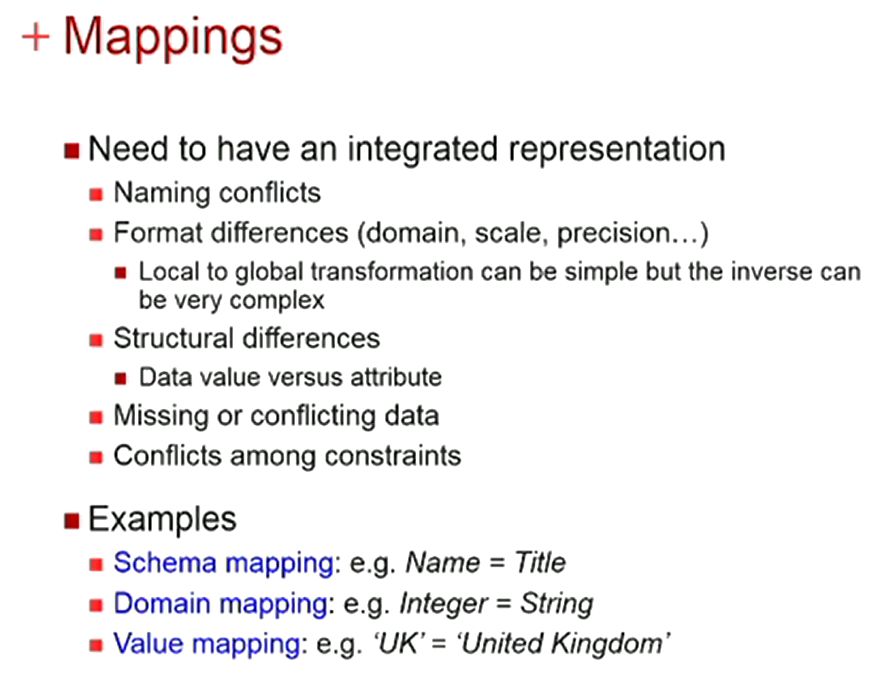 + Mappings
Need to have an integrated representation
Naming conflicts
Format differences (domain, scale, precision…)
Local to global transformation can be simple but the inverse can
be very complex
Structural differences
Data value versus attribute
Missing or conflicting data
Conflicts among constraints
Examples
Schema mapping: e.g. Name = Title
Domain mapping: e.g. Integer = String
Value mapping: e.g. ‘UK’ = ‘United Kingdom’